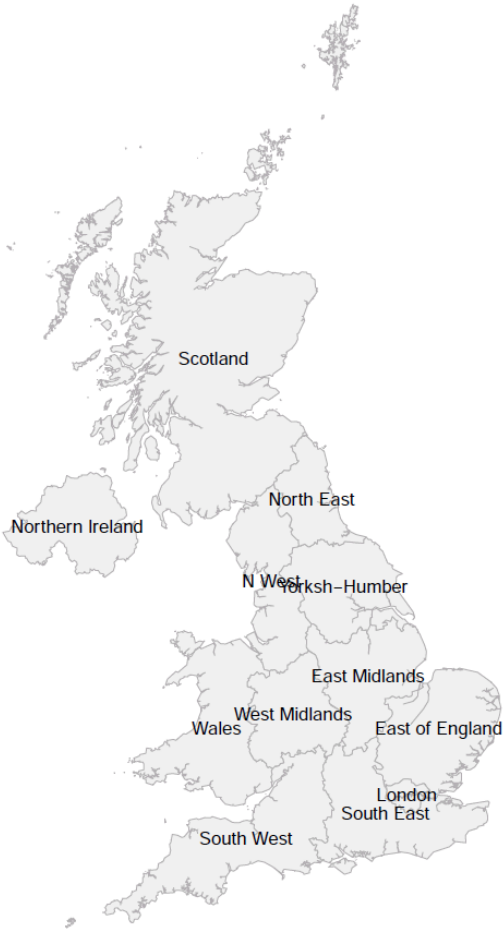 Scotland
North East
Northern Ireland
N West
Yorksh−Humber
East Midlands
West Midlands
Wales
East of England
London
South East
South West